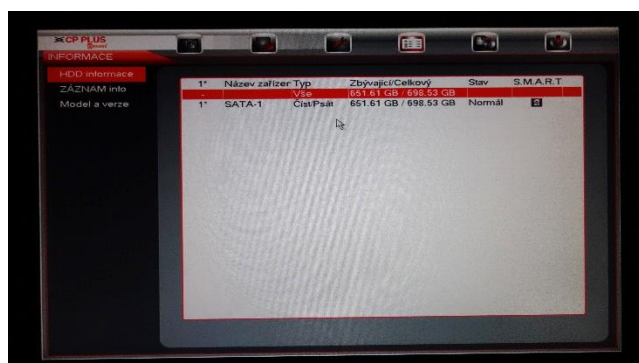 CP PLUS
INFORMACE
HDD informace
ZÁZNAM info
Model a verze
1* Název zařízer Typ Zbývající/Celkový Stav S.M.A.R.T.
- Vše 651.61 GB / 698.53 GB
1* SATA-1 Číst/Psát 651.61 GB / 698.53 GB Normál